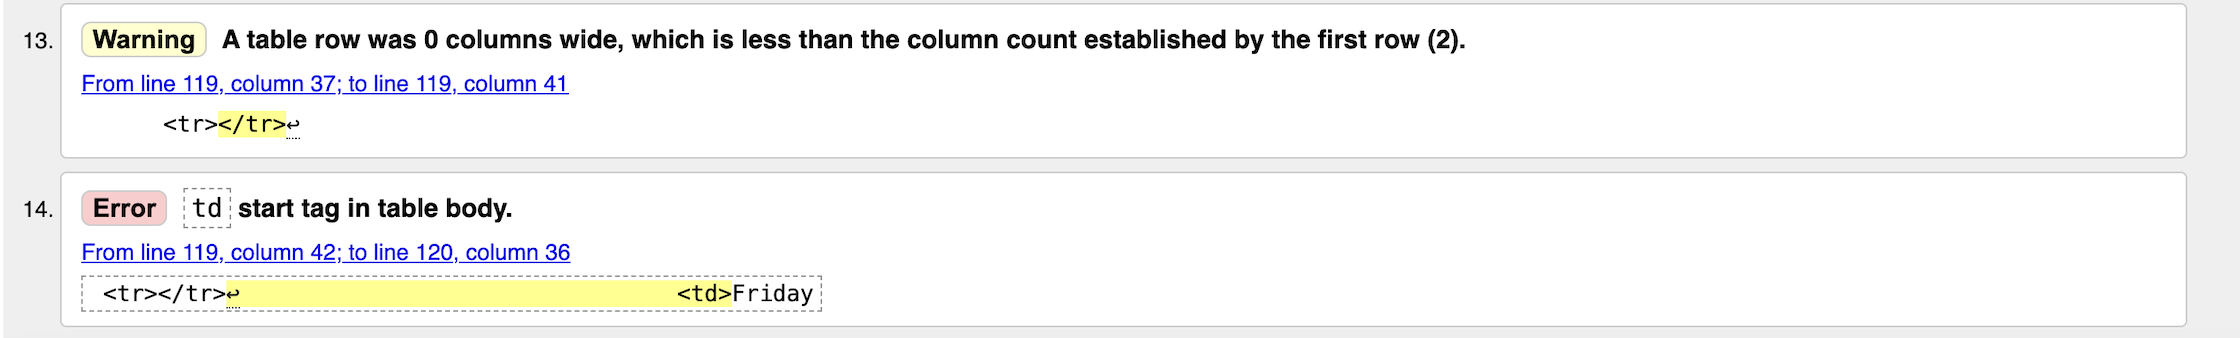 13. Warning A table row was 0 columns wide, which is less than the column count established by the first row (2).
From line 119, column 37; to line 119, column 41
<tr></tr>↩
14. Error td start tag in table body.
From line 119, column 42; to line 120, column 36
<tr></tr>↩ <td>Friday